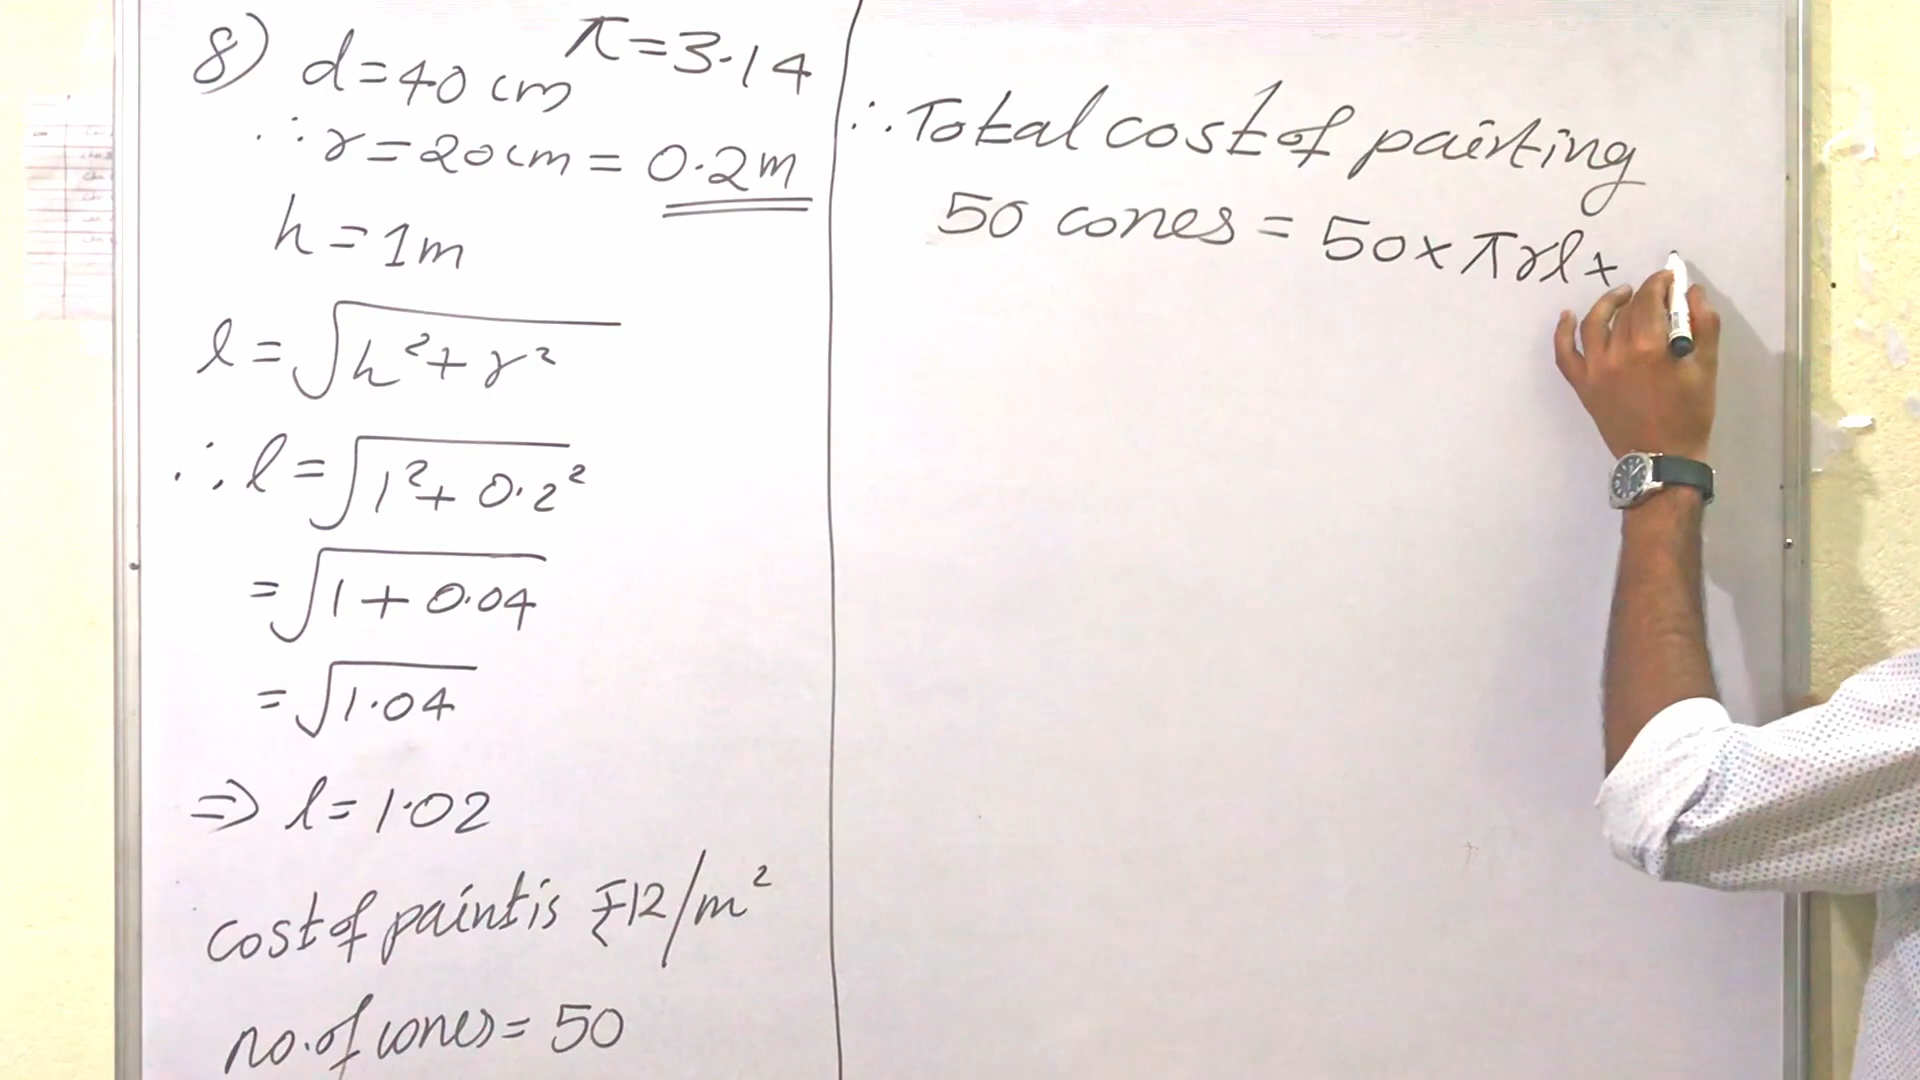 8) d=40 cm π=3.14
∴ r=20cm = 0.2m
h=1m
l=√h²+r²
∴ l=√1²+0.2²
=√1+0.04
=√1.04
⇒ l=1.02
cost of paint is ₹12/m²
no. of cones= 50
∴ Total cost of painting
50 cones = 50× πrl×